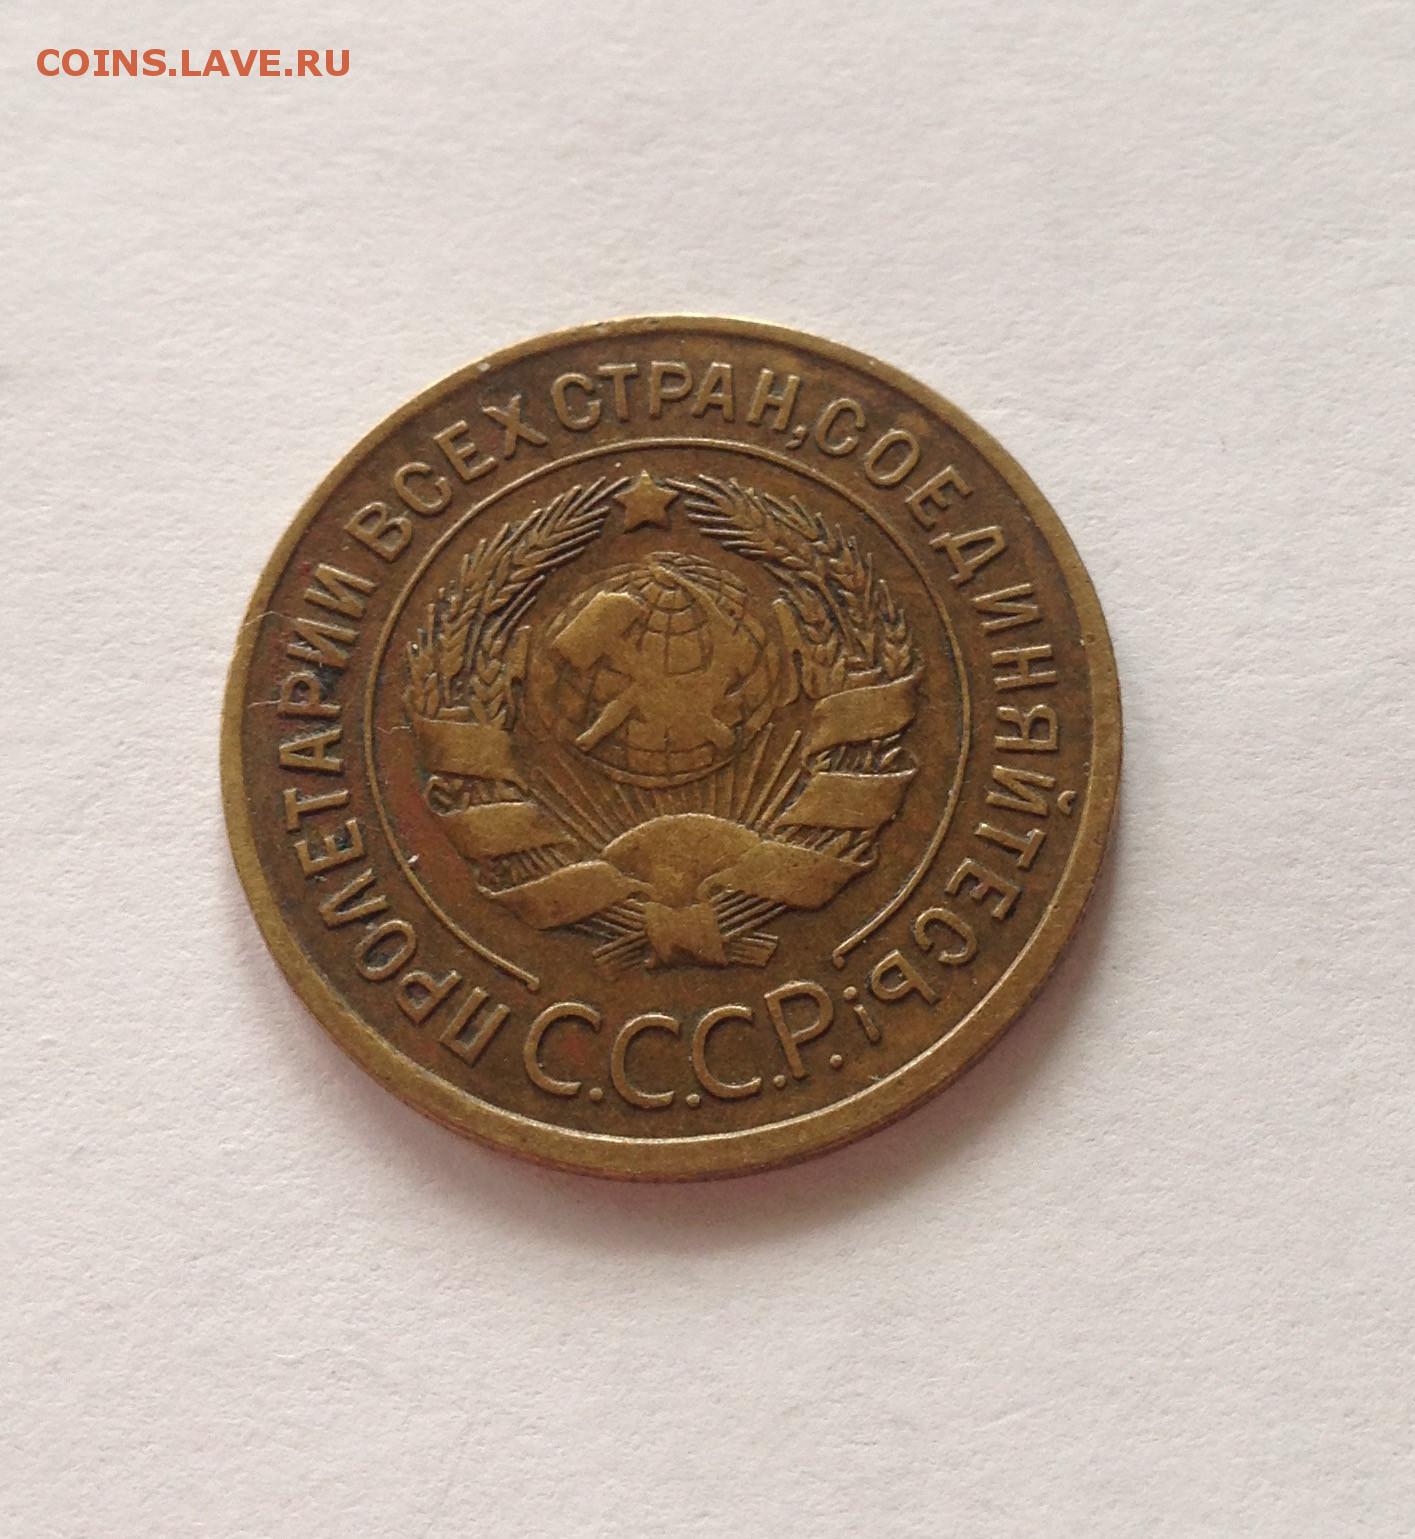 COINS.LAVE.RU
ПРОЛЕТАРИИ ВСЕХ СТРАН, СОЕДИНЯЙТЕСЬ!
С.С.С.Р.